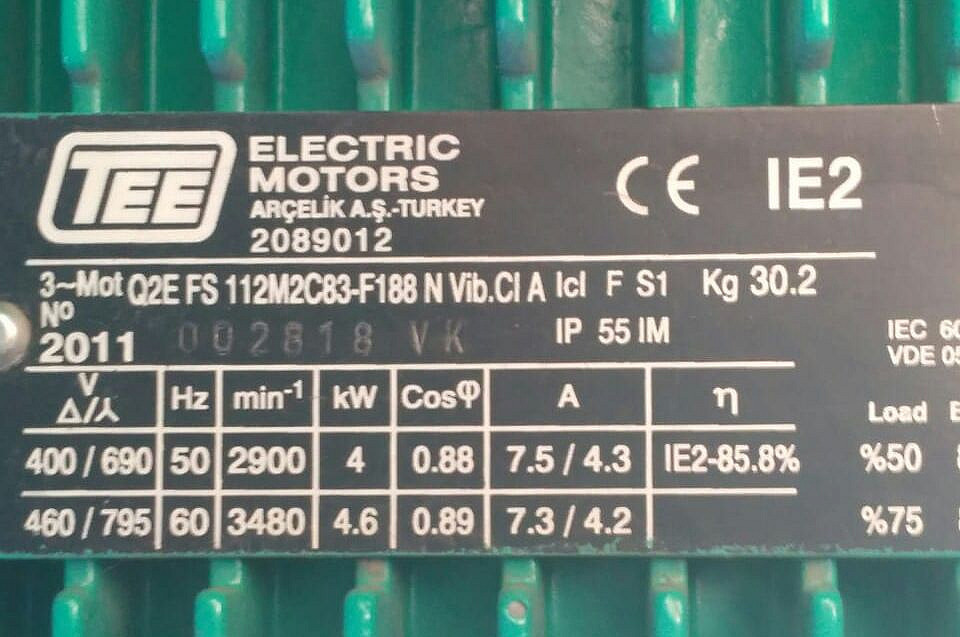 TEE
ELECTRIC
MOTORS
ARÇELİK A.Ş.-TURKEY
2089012
CE IE2
3~Mot Q2E FS 112M2C83-F188 N Vib.Cl A Icl F S1 Kg 30.2
Nº
2011 002818 VK IP 55 IM
IEC
VDE
V Δ/⅄ Hz min⁻¹ kW Cosφ A η
Load
400 / 690 50 2900 4 0.88 7.5 / 4.3 IE2-85.8% %50
460 / 795 60 3480 4.6 0.89 7.3 / 4.2 %75